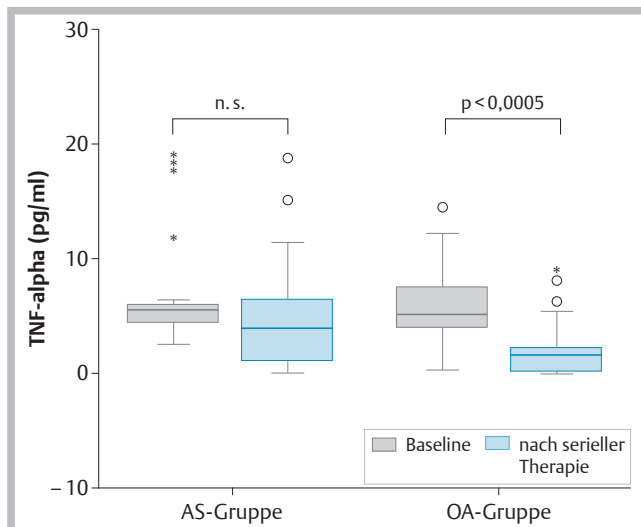 30
20
10
0
– 10
TNF-alpha (pg/ml)
n. s.
p < 0,0005
***
*
*
Baseline
nach serieller
Therapie
AS-Gruppe
OA-Gruppe